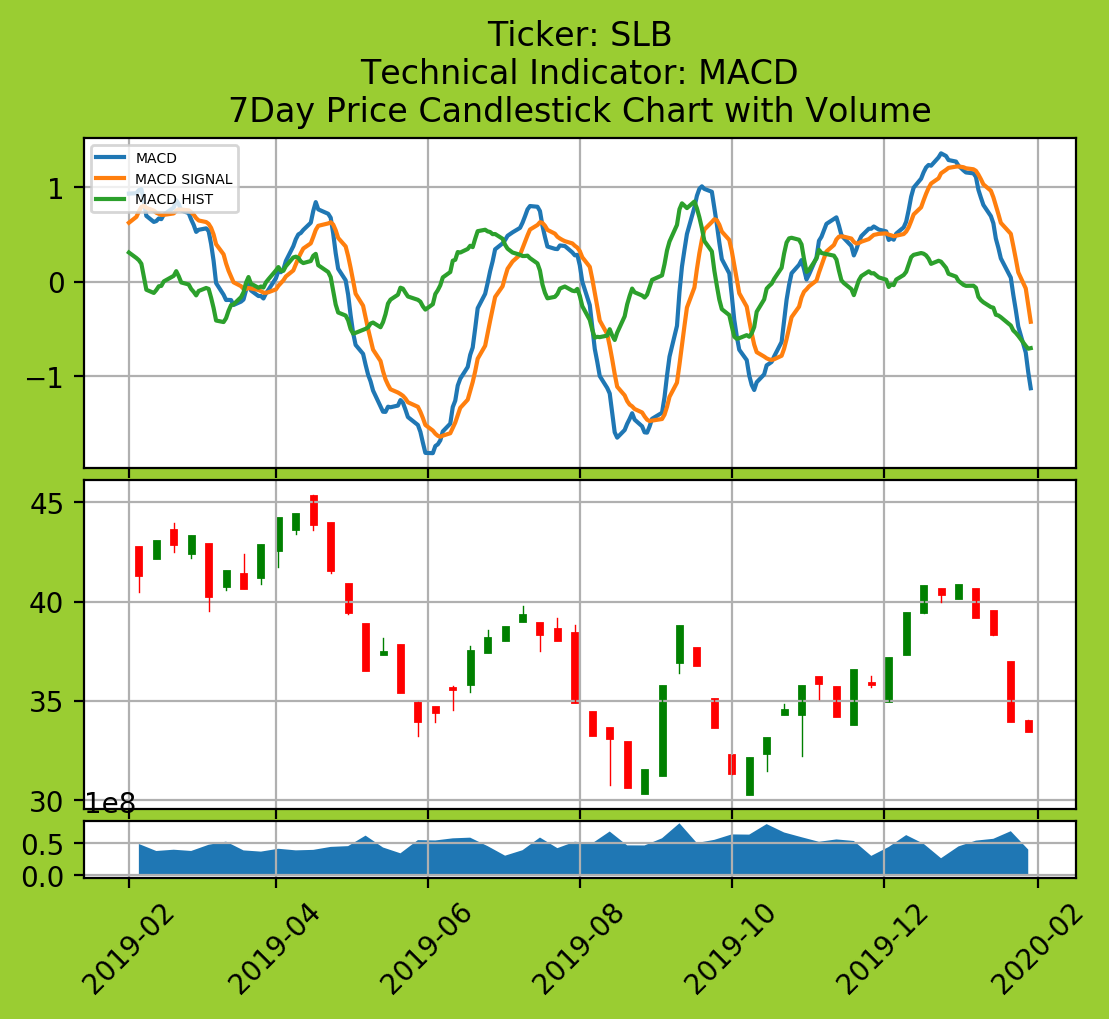 Ticker: SLB
Technical Indicator: MACD
7Day Price Candlestick Chart with Volume
MACD
MACD SIGNAL
MACD HIST
1
0
−1
45
40
35
30
1e8
0.5
0.0
2019-02
2019-04
2019-06
2019-08
2019-10
2019-12
2020-02